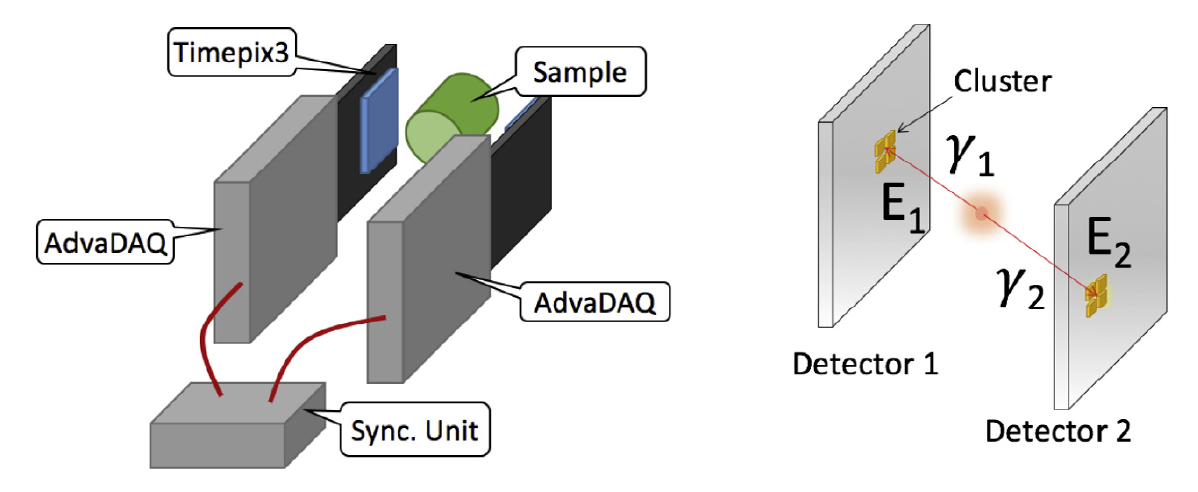 Timepix3
Sample
AdvaDAQ
AdvaDAQ
Sync. Unit
Cluster
γ1
E1
E2
γ2
Detector 1
Detector 2